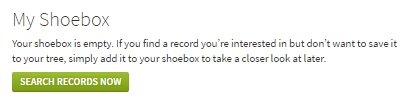 My Shoebox
Your shoebox is empty. If you find a record you're interested in but don't want to save it
to your tree, simply add it to your shoebox to take a closer look at later.
SEARCH RECORDS NOW